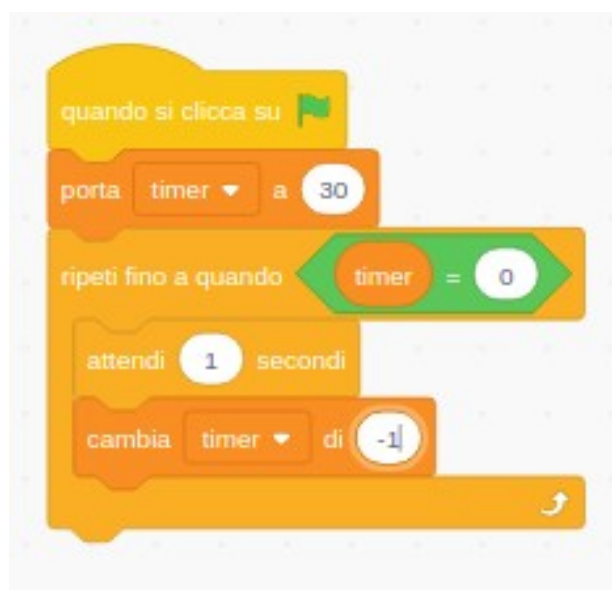 quando si clicca su
porta timer a 30
ripeti fino a quando timer = 0
attendi 1 secondi
cambia timer di -1